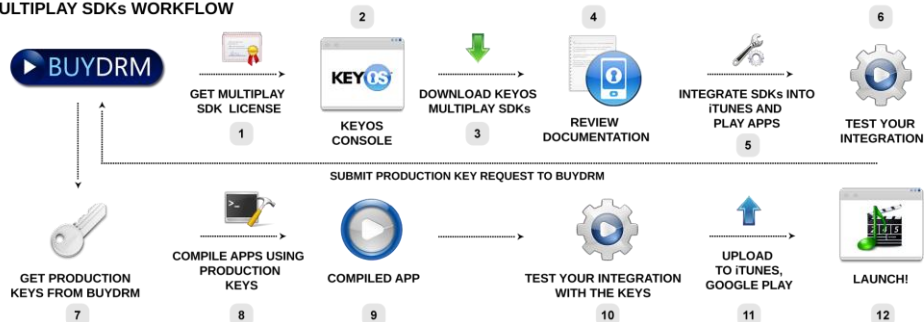 ULTIPLAY SDKs WORKFLOW
BUYDRM
GET MULTIPLAY
SDK LICENSE
1
2
KEYOS
KEYOS
CONSOLE
DOWNLOAD KEYOS
MULTIPLAY SDKs
3
4
REVIEW
DOCUMENTATION
INTEGRATE SDKs INTO
iTUNES AND
PLAY APPS
5
6
TEST YOUR
INTEGRATION
SUBMIT PRODUCTION KEY REQUEST TO BUYDRM
GET PRODUCTION
KEYS FROM BUYDRM
7
>_
COMPILE APPS USING
PRODUCTION
KEYS
8
COMPILED APP
9
TEST YOUR INTEGRATION
WITH THE KEYS
10
UPLOAD
TO iTUNES,
GOOGLE PLAY
11
LAUNCH!
12